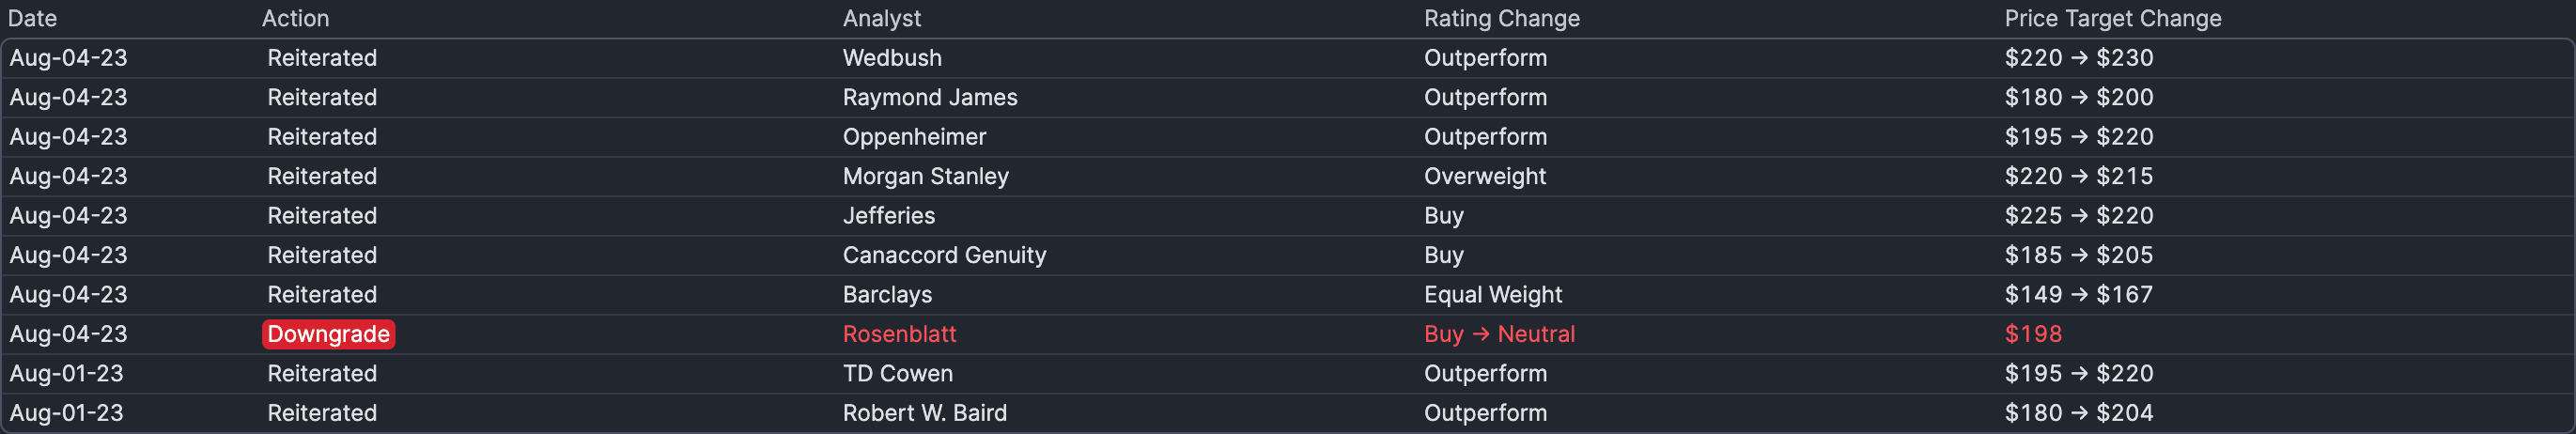 Date Action Analyst Rating Change Price Target Change
Aug-04-23 Reiterated Wedbush Outperform $220 → $230
Aug-04-23 Reiterated Raymond James Outperform $180 → $200
Aug-04-23 Reiterated Oppenheimer Outperform $195 → $220
Aug-04-23 Reiterated Morgan Stanley Overweight $220 → $215
Aug-04-23 Reiterated Jefferies Buy $225 → $220
Aug-04-23 Reiterated Canaccord Genuity Buy $185 → $205
Aug-04-23 Reiterated Barclays Equal Weight $149 → $167
Aug-04-23 Downgrade Rosenblatt Buy → Neutral $198
Aug-01-23 Reiterated TD Cowen Outperform $195 → $220
Aug-01-23 Reiterated Robert W. Baird Outperform $180 → $204